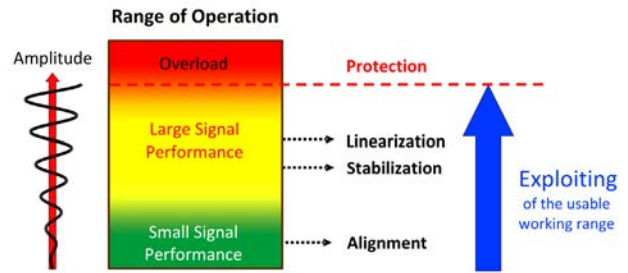 Range of Operation
Amplitude
Overload
Protection
Large Signal
Performance
Linearization
Stabilization
Exploiting
of the usable
working range
Small Signal
Performance
Alignment